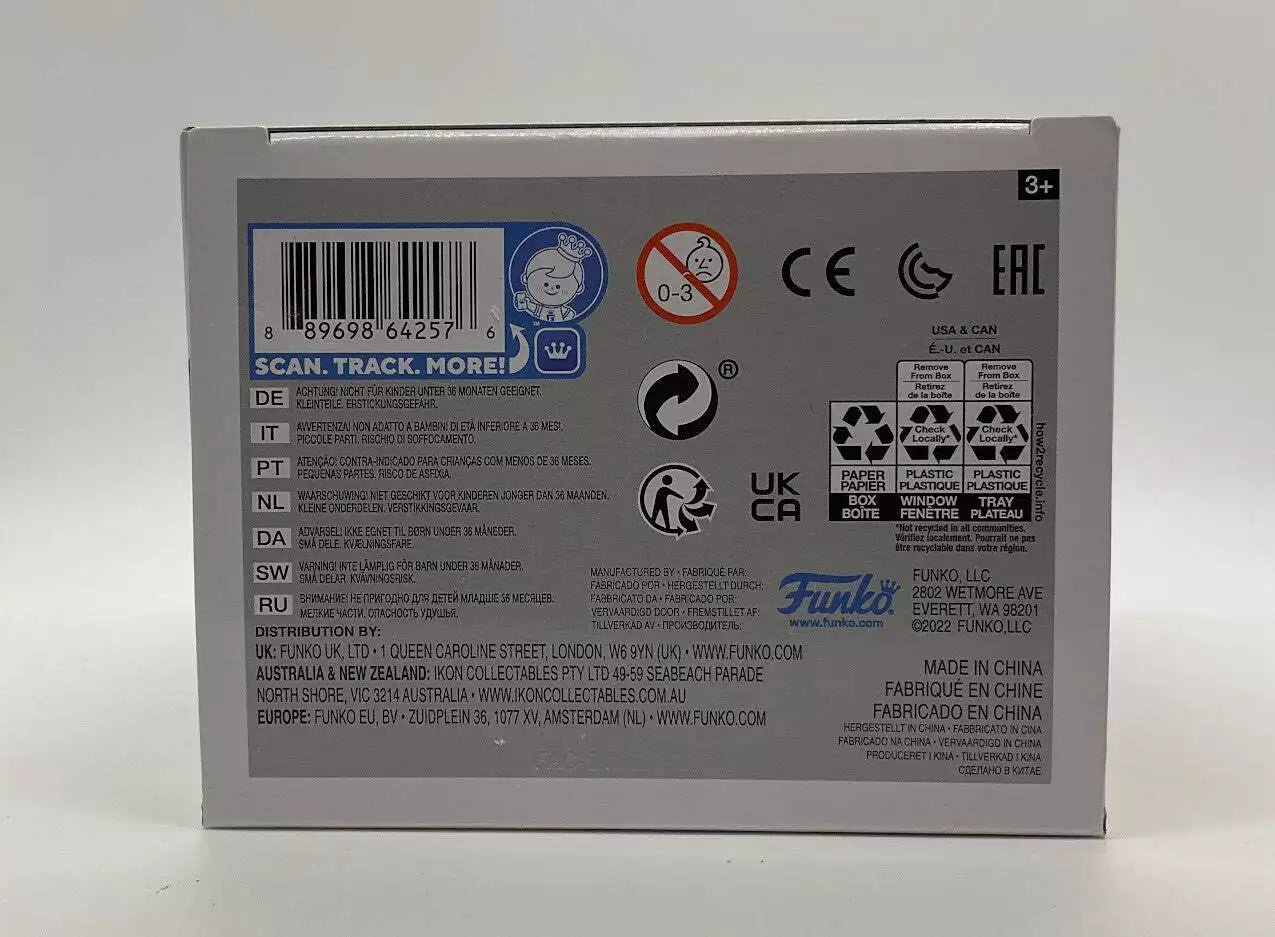 3+
8 89698 64257 6
SCAN. TRACK. MORE!
0-3
CE
EAC
®
UK
CA
USA & CAN
É.-U. et CAN
Remove
From Box
Retirez
de la boîte
Remove
From Box
Retirez
de la boîte
Check
Locally*
Check
Locally*
PAPER
PAPIER
PLASTIC
PLASTIQUE
PLASTIC
PLASTIQUE
BOX
BOÎTE
WINDOW
FENÊTRE
TRAY
PLATEAU
how2recycle.info
*Not recycled in all communities.
Vérifiez localement. Pourrait ne pas
être recyclable dans votre région.
DE ACHTUNG! NICHT FÜR KINDER UNTER 36 MONATEN GEEIGNET.
KLEINTEILE. ERSTICKUNGSGEFAHR.
IT AVVERTENZA! NON ADATTO A BAMBINI DI ETÀ INFERIORE A 36 MESI.
PICCOLE PARTI. RISCHIO DI SOFFOCAMENTO.
PT ATENÇÃO: CONTRA-INDICADO PARA CRIANÇAS COM MENOS DE 36 MESES.
PEQUENAS PARTES. RISCO DE ASFIXIA.
NL WAARSCHUWING! NIET GESCHIKT VOOR KINDEREN JONGER DAN 36 MAANDEN.
KLEINE ONDERDELEN. VERSTIKKINGSGEVAAR.
DA ADVARSEL! IKKE EGNET TIL BØRN UNDER 36 MÅNEDER.
SMÅ DELE. KVÆLNINGSFARE.
SW VARNING! INTE LÄMPLIG FÖR BARN UNDER 36 MÅNADER.
SMÅ DELAR. KVÄVNINGSRISK.
RU ВНИМАНИЕ! НЕ ПРИГОДНО ДЛЯ ДЕТЕЙ МЛАДШЕ 36 МЕСЯЦЕВ.
МЕЛКИЕ ЧАСТИ. ОПАСНОСТЬ УДУШЬЯ.
MANUFACTURED BY • FABRIQUÉ PAR:
FABRICADO POR • HERGESTELLT DURCH:
FABBRICATO DA • FABRICADO POR:
VERVAARDIGD DOOR • FREMSTILLET AF:
TILLVERKAD AV • ПРОИЗВОДИТЕЛЬ:
Funko
www.funko.com
FUNKO, LLC
2802 WETMORE AVE
EVERETT, WA 98201
©2022 FUNKO,LLC
DISTRIBUTION BY:
UK: FUNKO UK, LTD • 1 QUEEN CAROLINE STREET, LONDON, W6 9YN (UK) • WWW.FUNKO.COM
AUSTRALIA & NEW ZEALAND: IKON COLLECTABLES PTY LTD 49-59 SEABEACH PARADE
NORTH SHORE, VIC 3214 AUSTRALIA • WWW.IKONCOLLECTABLES.COM.AU
EUROPE: FUNKO EU, BV • ZUIDPLEIN 36, 1077 XV, AMSTERDAM (NL) • WWW.FUNKO.COM
MADE IN CHINA
FABRIQUÉ EN CHINE
FABRICADO EN CHINA
HERGESTELLT IN CHINA • FABBRICATO IN CINA
FABRICADO NA CHINA • VERVAARDIGD IN CHINA
PRODUCERET I KINA • TILLVERKAD I KINA
СДЕЛАНО В КИТАЕ